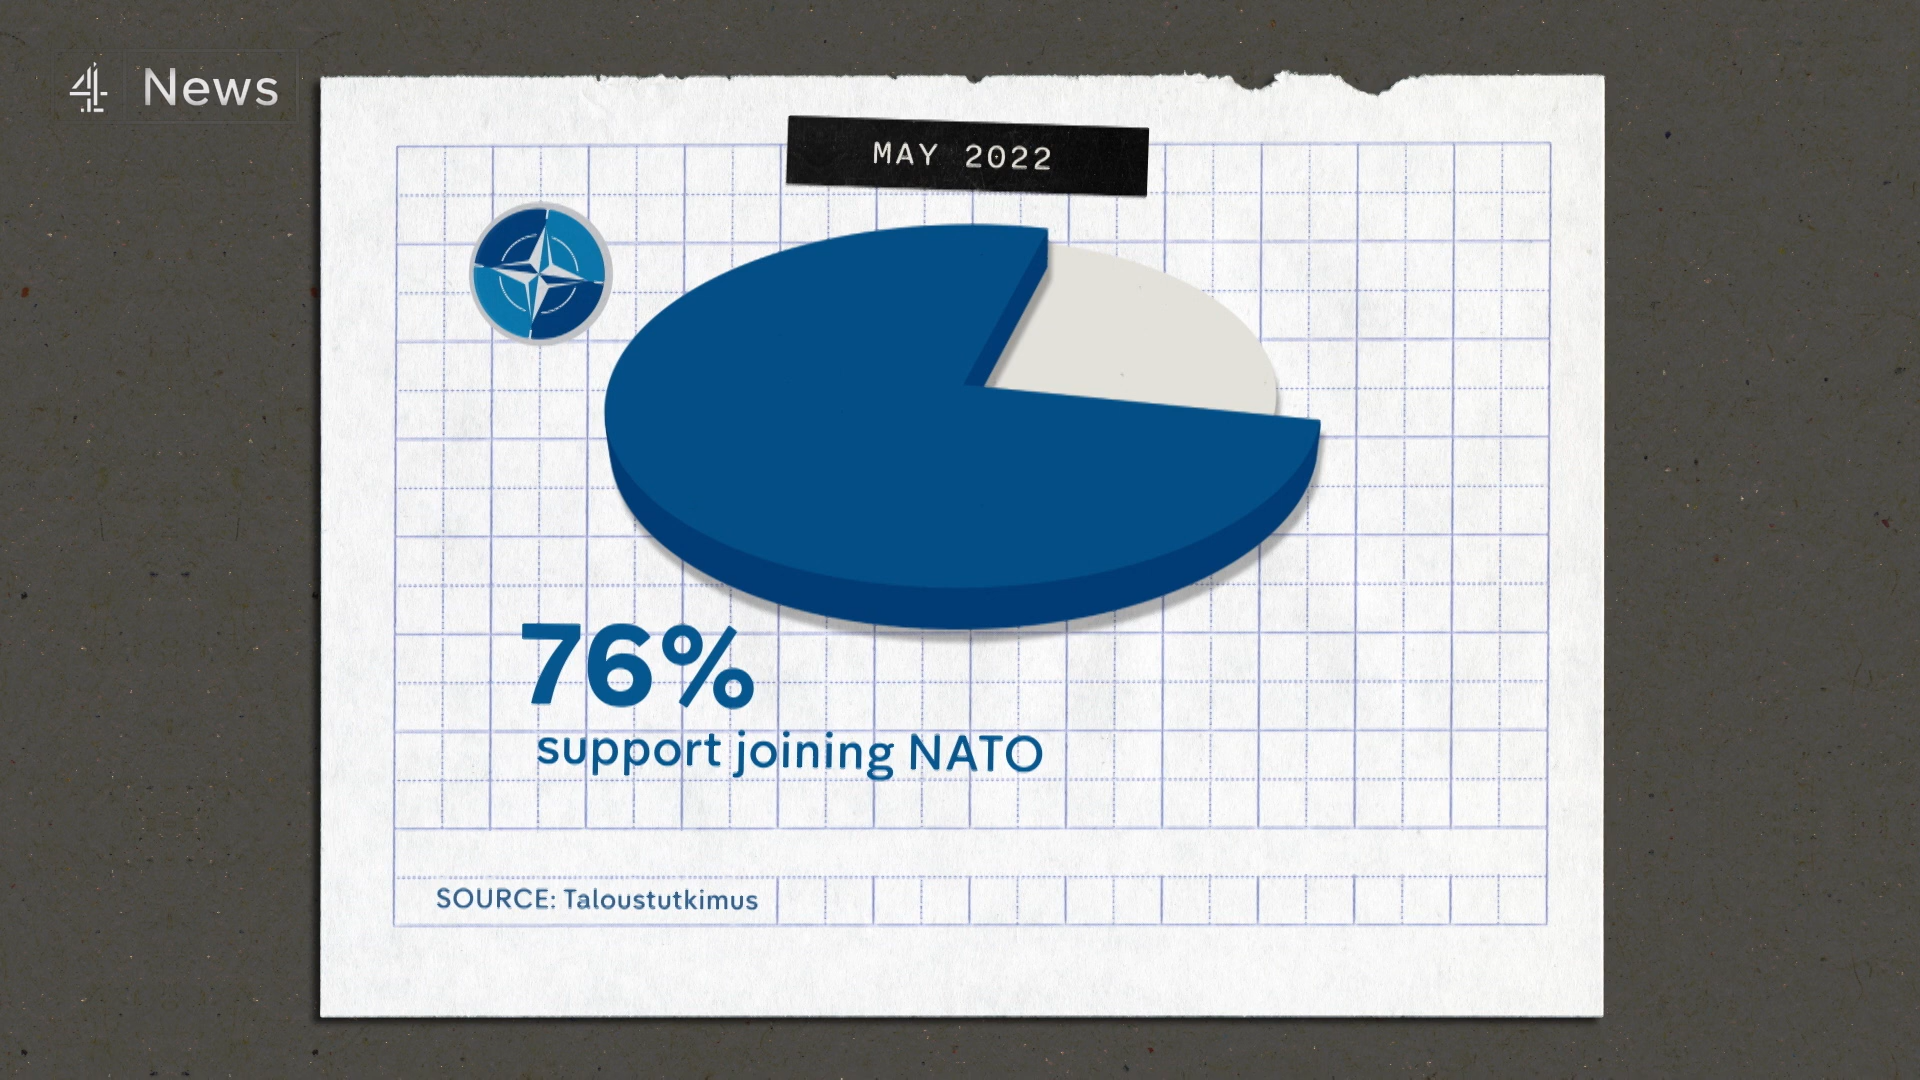 4 News
MAY 2022
76%
support joining NATO
SOURCE: Taloustutkimus